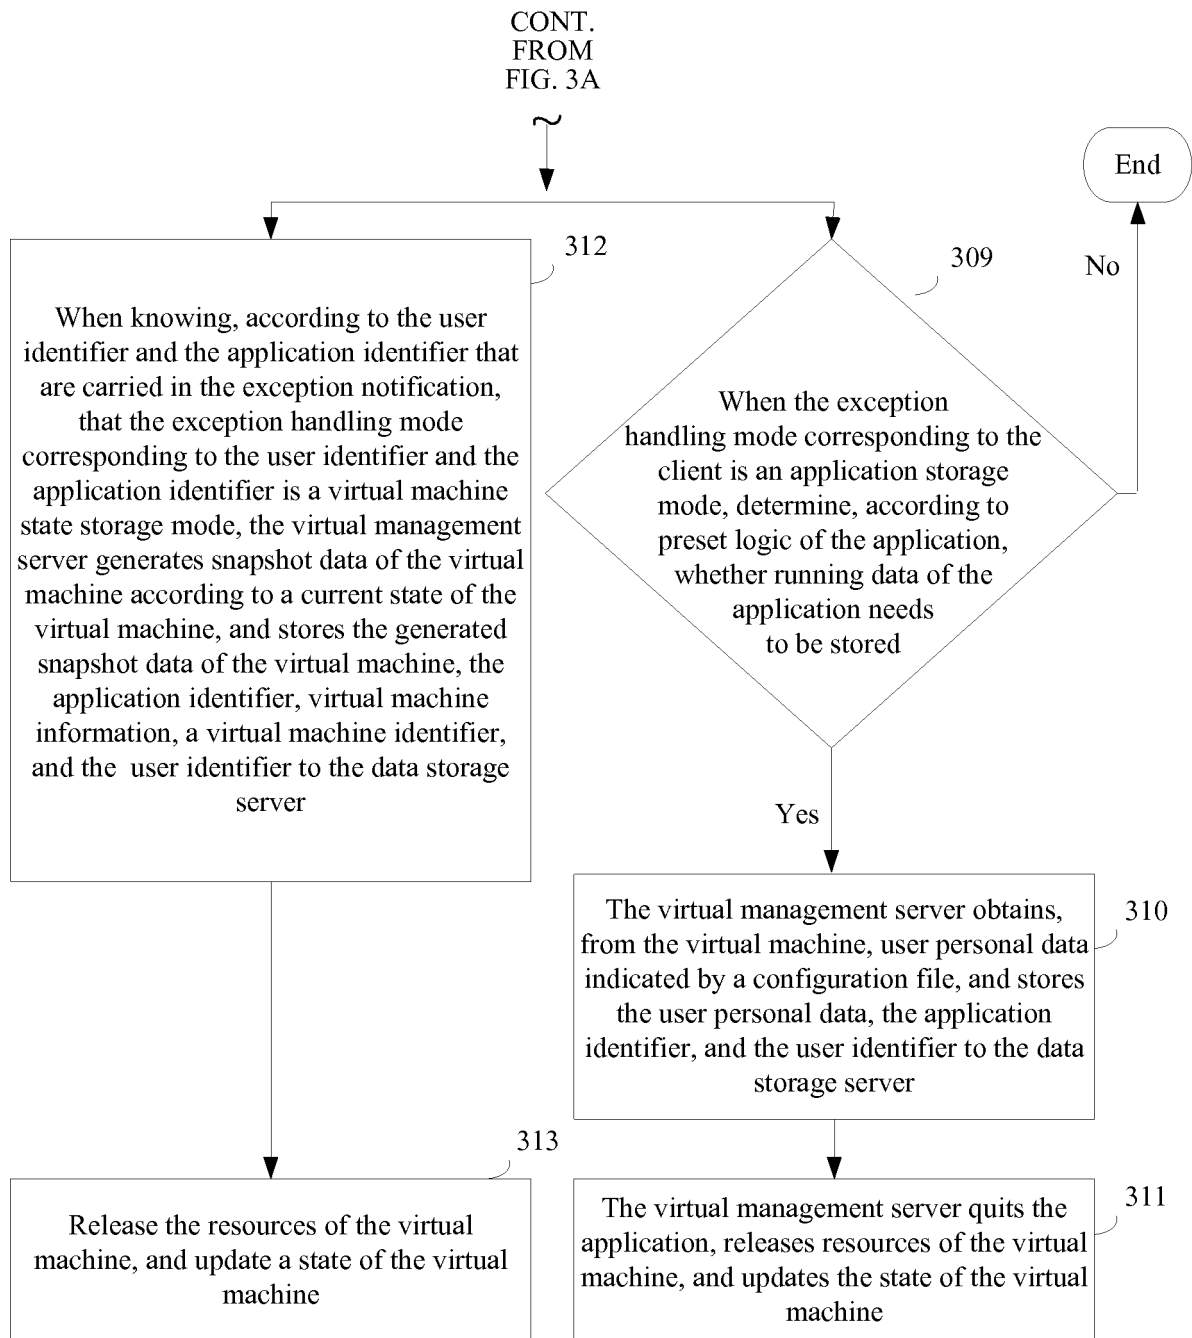 CONT.
FROM
FIG. 3A
End
No
312
When knowing, according to the user
identifier and the application identifier that
are carried in the exception notification,
that the exception handling mode
corresponding to the user identifier and the
application identifier is a virtual machine
state storage mode, the virtual management
server generates snapshot data of the virtual
machine according to a current state of the
virtual machine, and stores the generated
snapshot data of the virtual machine, the
application identifier, virtual machine
information, a virtual machine identifier,
and the user identifier to the data storage
server
309
When the exception
handling mode corresponding to the
client is an application storage
mode, determine, according to
preset logic of the application,
whether running data of the
application needs
to be stored
Yes
310
The virtual management server obtains,
from the virtual machine, user personal data
indicated by a configuration file, and stores
the user personal data, the application
identifier, and the user identifier to the data
storage server
313
Release the resources of the virtual
machine, and update a state of the virtual
machine
311
The virtual management server quits the
application, releases resources of the virtual
machine, and updates the state of the virtual
machine